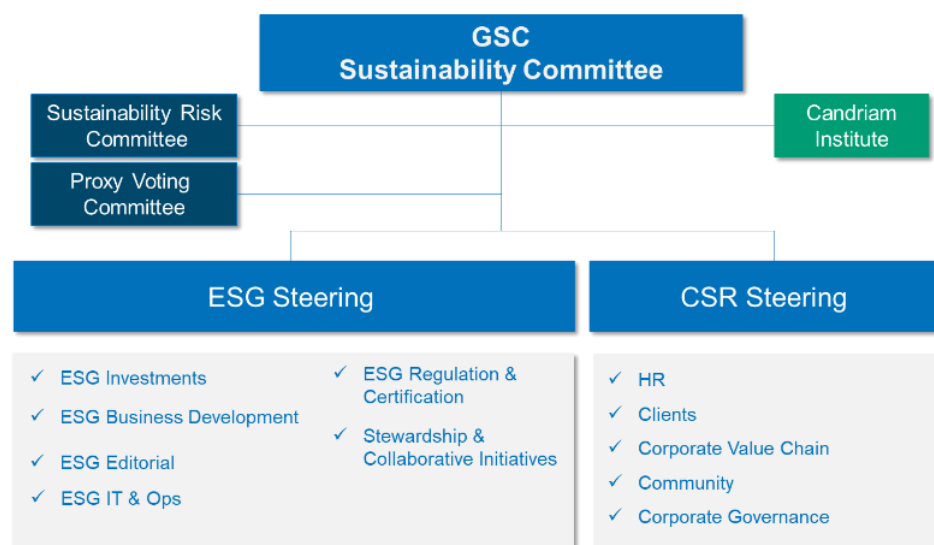 GSC
Sustainability Committee
Sustainability Risk
Committee
Candriam
Institute
Proxy Voting
Committee
ESG Steering
✓ ESG Investments
✓ ESG Business Development
✓ ESG Editorial
✓ ESG IT & Ops
✓ ESG Regulation &
Certification
✓ Stewardship &
Collaborative Initiatives
CSR Steering
✓ HR
✓ Clients
✓ Corporate Value Chain
✓ Community
✓ Corporate Governance